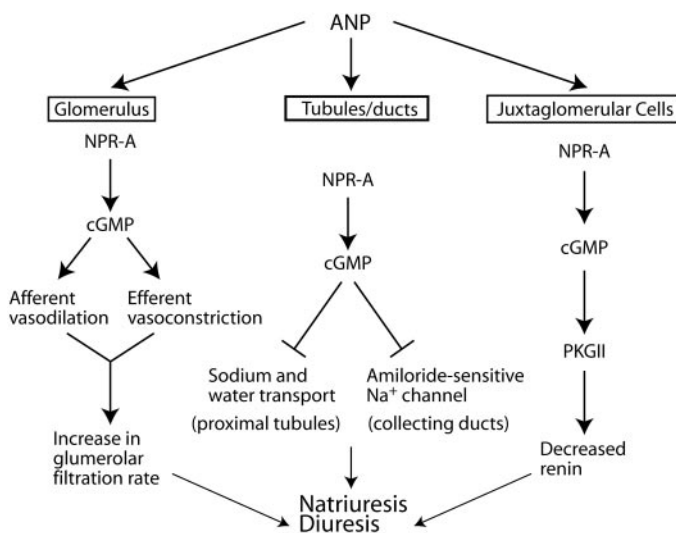 ANP
Glomerulus
NPR-A
cGMP
Afferent
vasodilation
Efferent
vasoconstriction
Increase in
glumerolar
filtration rate
Tubules/ducts
NPR-A
cGMP
Sodium and
water transport
(proximal tubules)
Amiloride-sensitive
Na⁺ channel
(collecting ducts)
Juxtaglomerular Cells
NPR-A
cGMP
PKGII
Decreased
renin
Natriuresis
Diuresis